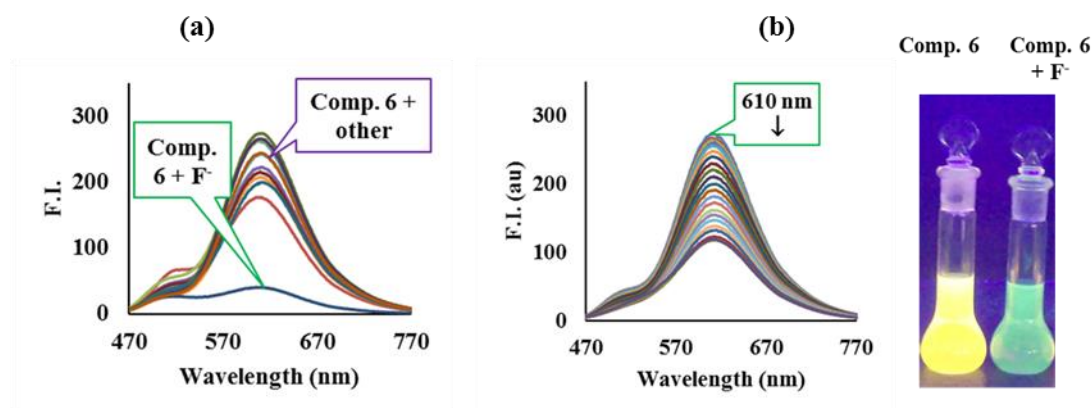 (a)
300
200
100
0
F.I.
470
570
670
770
Wavelength (nm)
Comp.
6 + F-
Comp. 6 +
other
(b)
300
200
100
0
F.I. (au)
470
570
670
770
Wavelength (nm)
610 nm
↓
Comp. 6
Comp. 6
+ F-